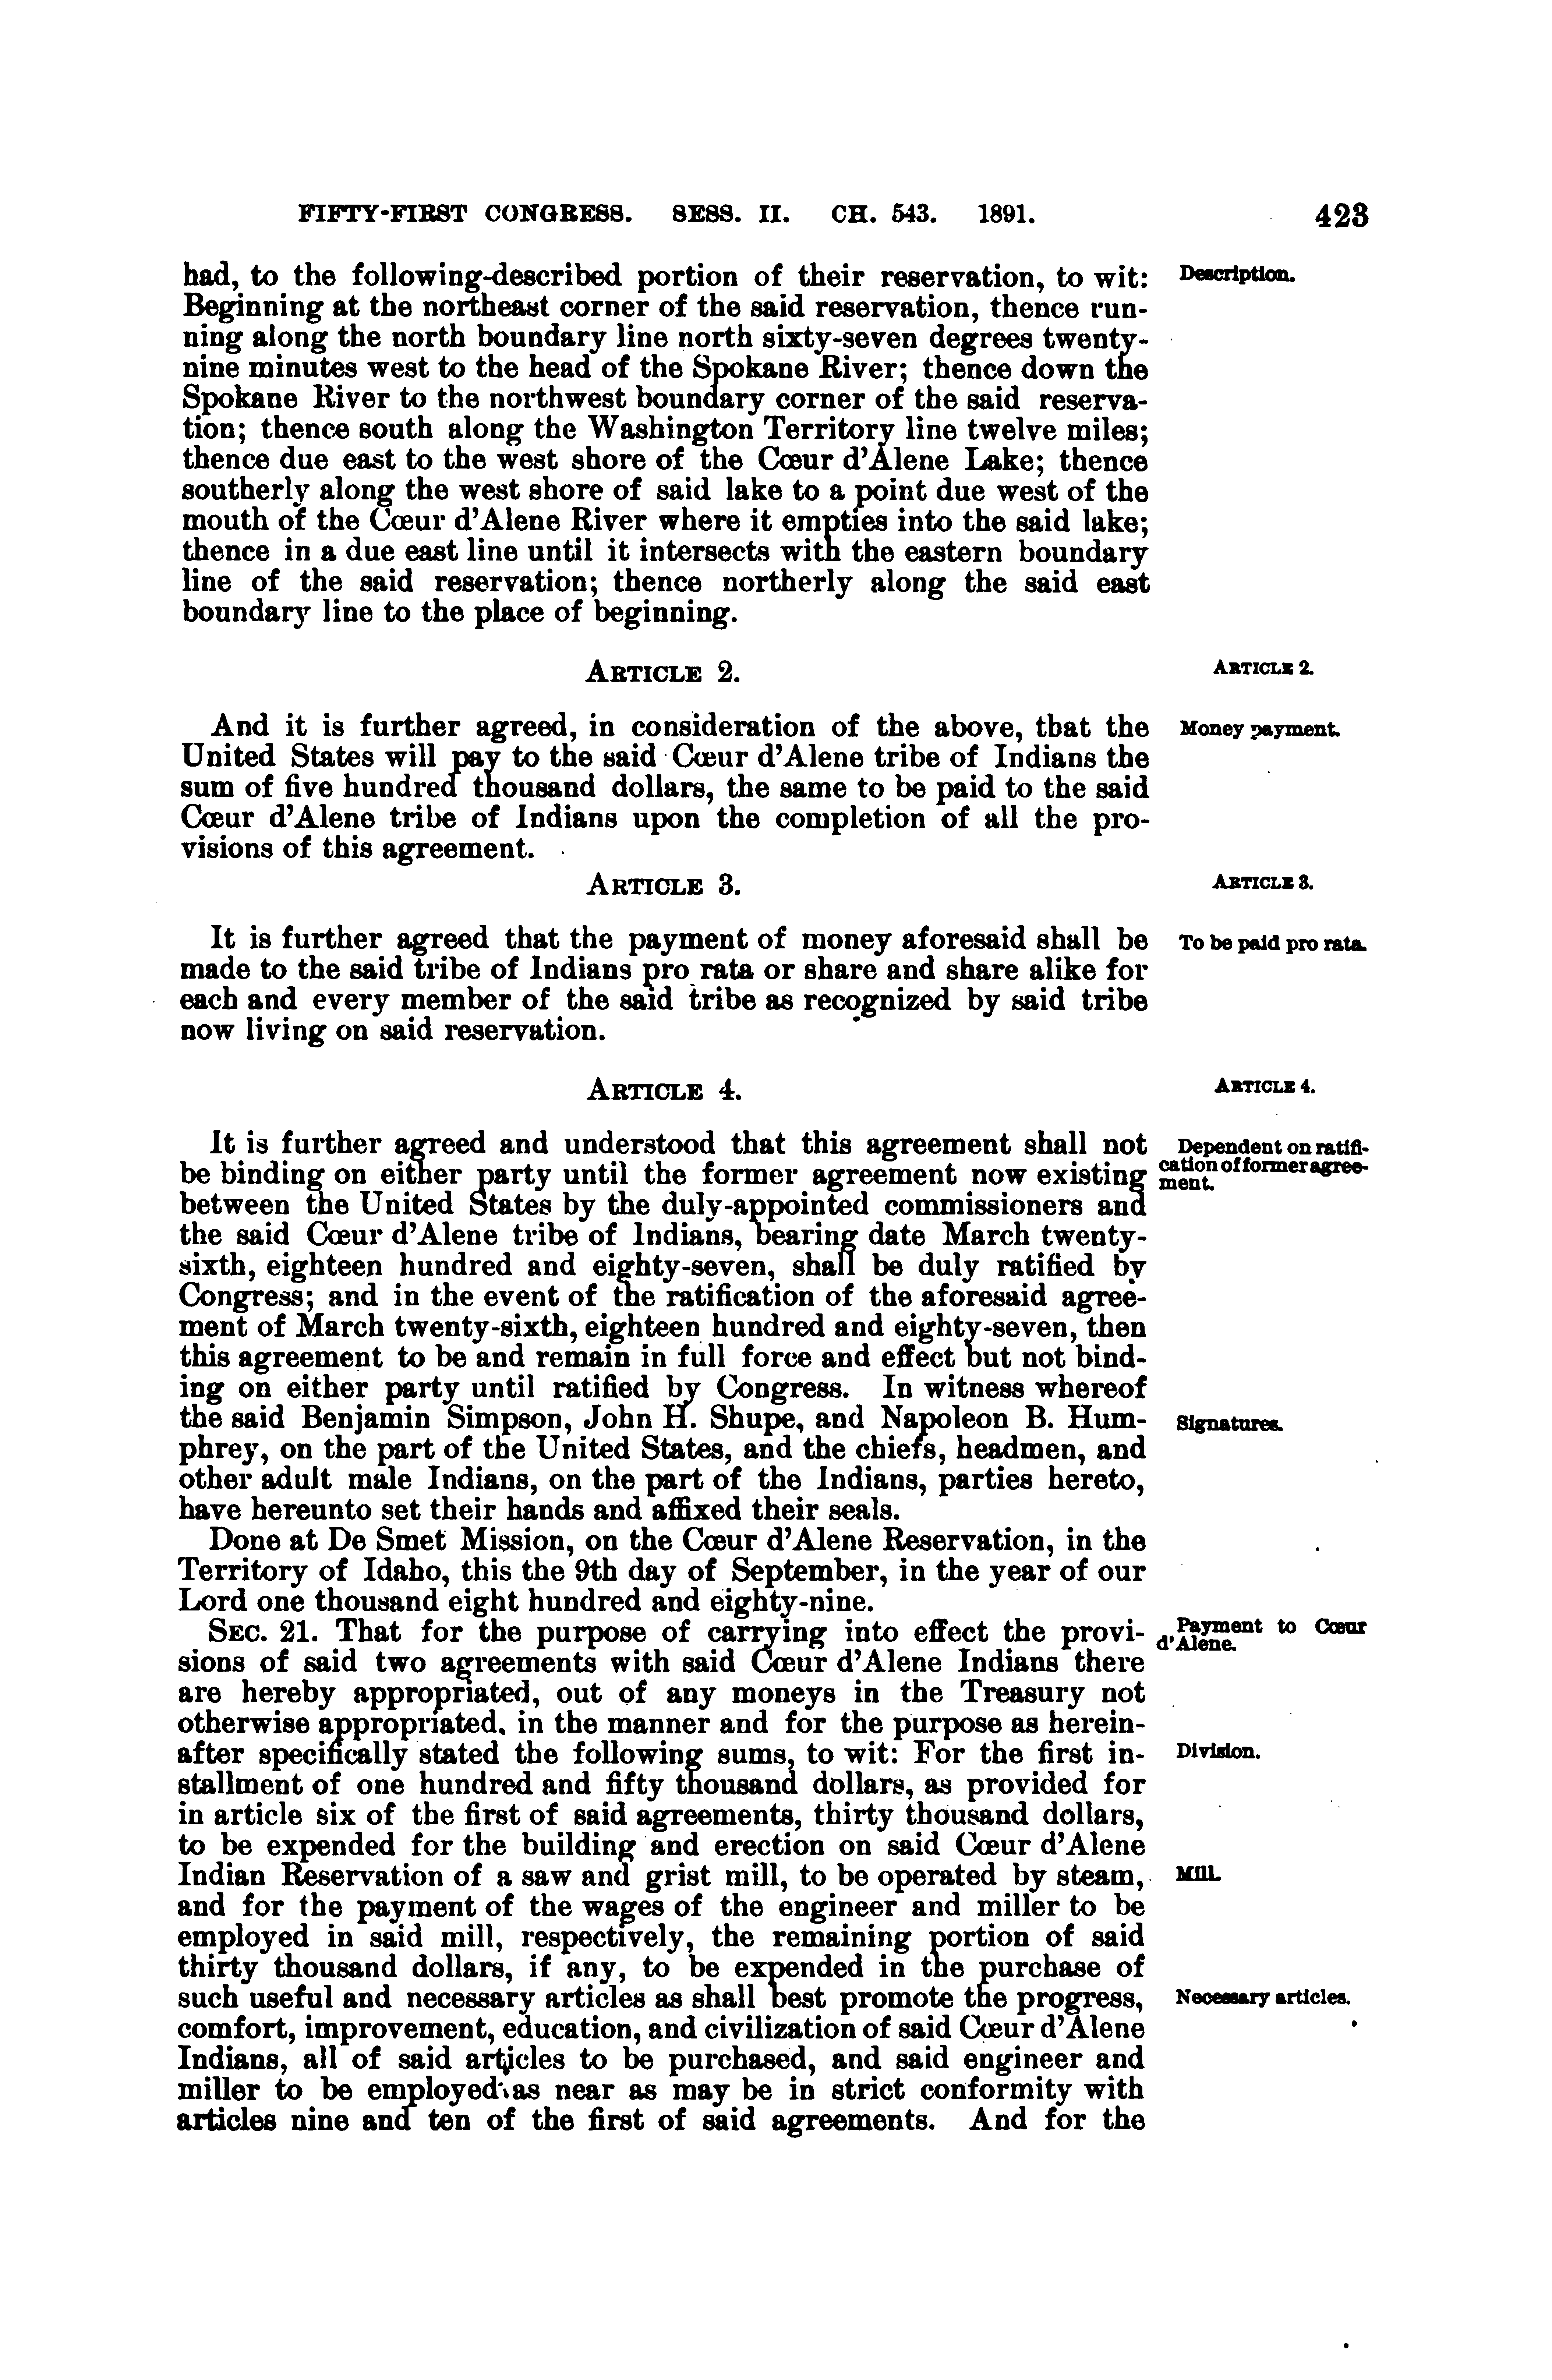 FIFTY-FIRST CONGRESS. SESS. II. CH. 543. 1891. 423
had, to the following-described portion of their reservation, to wit:
Description.
Beginning at the northeast corner of the said reservation, thence run-
ning along the north boundary line north sixty-seven degrees twenty-
nine minutes west to the head of the Spokane River; thence down the
Spokane River to the northwest boundary corner of the said reserva-
tion; thence south along the Washington Territory line twelve miles;
thence due east to the west shore of the Cœur d'Alene Lake; thence
southerly along the west shore of said lake to a point due west of the
mouth of the Cœur d'Alene River where it empties into the said lake;
thence in a due east line until it intersects with the eastern boundary
line of the said reservation; thence northerly along the said east
boundary line to the place of beginning.
ARTICLE 2.
ARTICLE 2.
And it is further agreed, in consideration of the above, that the
Money payment.
United States will pay to the said Cœur d'Alene tribe of Indians the
sum of five hundred thousand dollars, the same to be paid to the said
Cœur d'Alene tribe of Indians upon the completion of all the pro-
visions of this agreement.
ARTICLE 3.
ARTICLE 3.
It is further agreed that the payment of money aforesaid shall be
To be paid pro rata.
made to the said tribe of Indians pro rata or share and share alike for
each and every member of the said tribe as recognized by said tribe
now living on said reservation.
ARTICLE 4.
ARTICLE 4.
It is further agreed and understood that this agreement shall not
Dependent on ratifi-
cation of former agree-
ment.
be binding on either party until the former agreement now existing
between the United States by the duly-appointed commissioners and
the said Cœur d'Alene tribe of Indians, bearing date March twenty-
sixth, eighteen hundred and eighty-seven, shall be duly ratified by
Congress; and in the event of the ratification of the aforesaid agree-
ment of March twenty-sixth, eighteen hundred and eighty-seven, then
this agreement to be and remain in full force and effect but not bind-
ing on either party until ratified by Congress. In witness whereof
the said Benjamin Simpson, John H. Shupe, and Napoleon B. Hum-
Signatures.
phrey, on the part of the United States, and the chiefs, headmen, and
other adult male Indians, on the part of the Indians, parties hereto,
have hereunto set their hands and affixed their seals.
Done at De Smet Mission, on the Cœur d'Alene Reservation, in the
Territory of Idaho, this the 9th day of September, in the year of our
Lord one thousand eight hundred and eighty-nine.
SEC. 21. That for the purpose of carrying into effect the provi-
Payment to Cœur
d'Alene.
sions of said two agreements with said Cœur d'Alene Indians there
are hereby appropriated, out of any moneys in the Treasury not
otherwise appropriated, in the manner and for the purpose as herein-
after specifically stated the following sums, to wit: For the first in-
Division.
stallment of one hundred and fifty thousand dollars, as provided for
in article six of the first of said agreements, thirty thousand dollars,
to be expended for the building and erection on said Cœur d'Alene
Indian Reservation of a saw and grist mill, to be operated by steam,
Mill.
and for the payment of the wages of the engineer and miller to be
employed in said mill, respectively, the remaining portion of said
thirty thousand dollars, if any, to be expended in the purchase of
such useful and necessary articles as shall best promote the progress,
Necessary articles.
comfort, improvement, education, and civilization of said Cœur d'Alene
Indians, all of said articles to be purchased, and said engineer and
miller to be employed as near as may be in strict conformity with
articles nine and ten of the first of said agreements. And for the